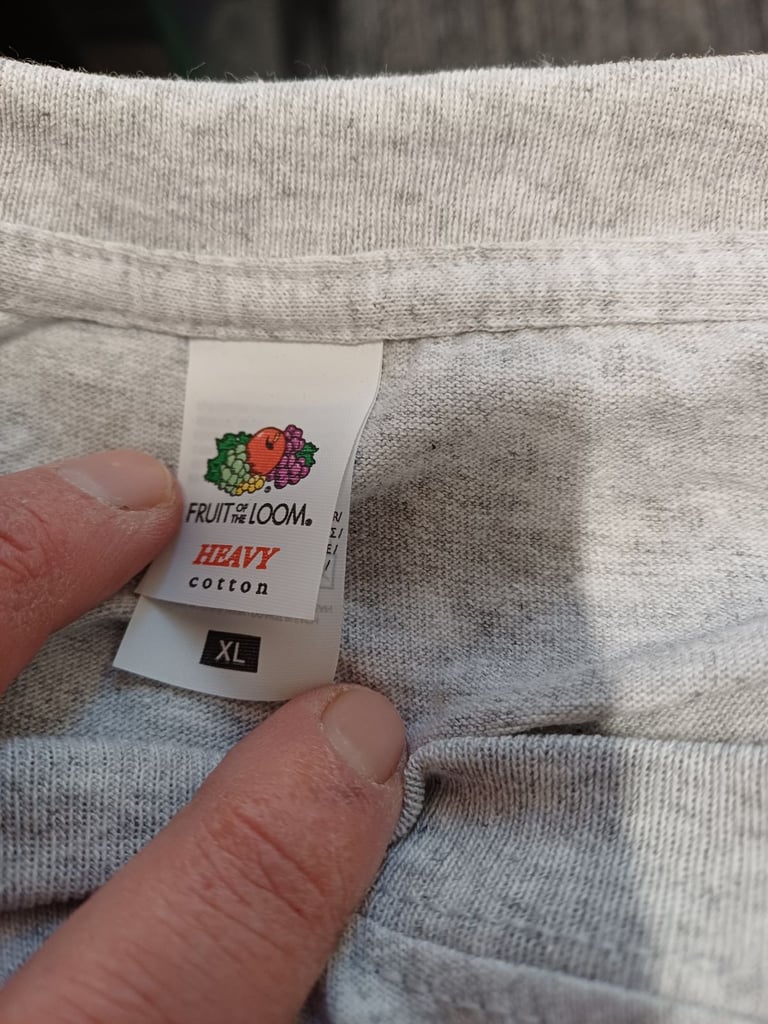 FRUIT OF THE LOOM®
HEAVY
cotton
R/
Σ/
E/
/
XL